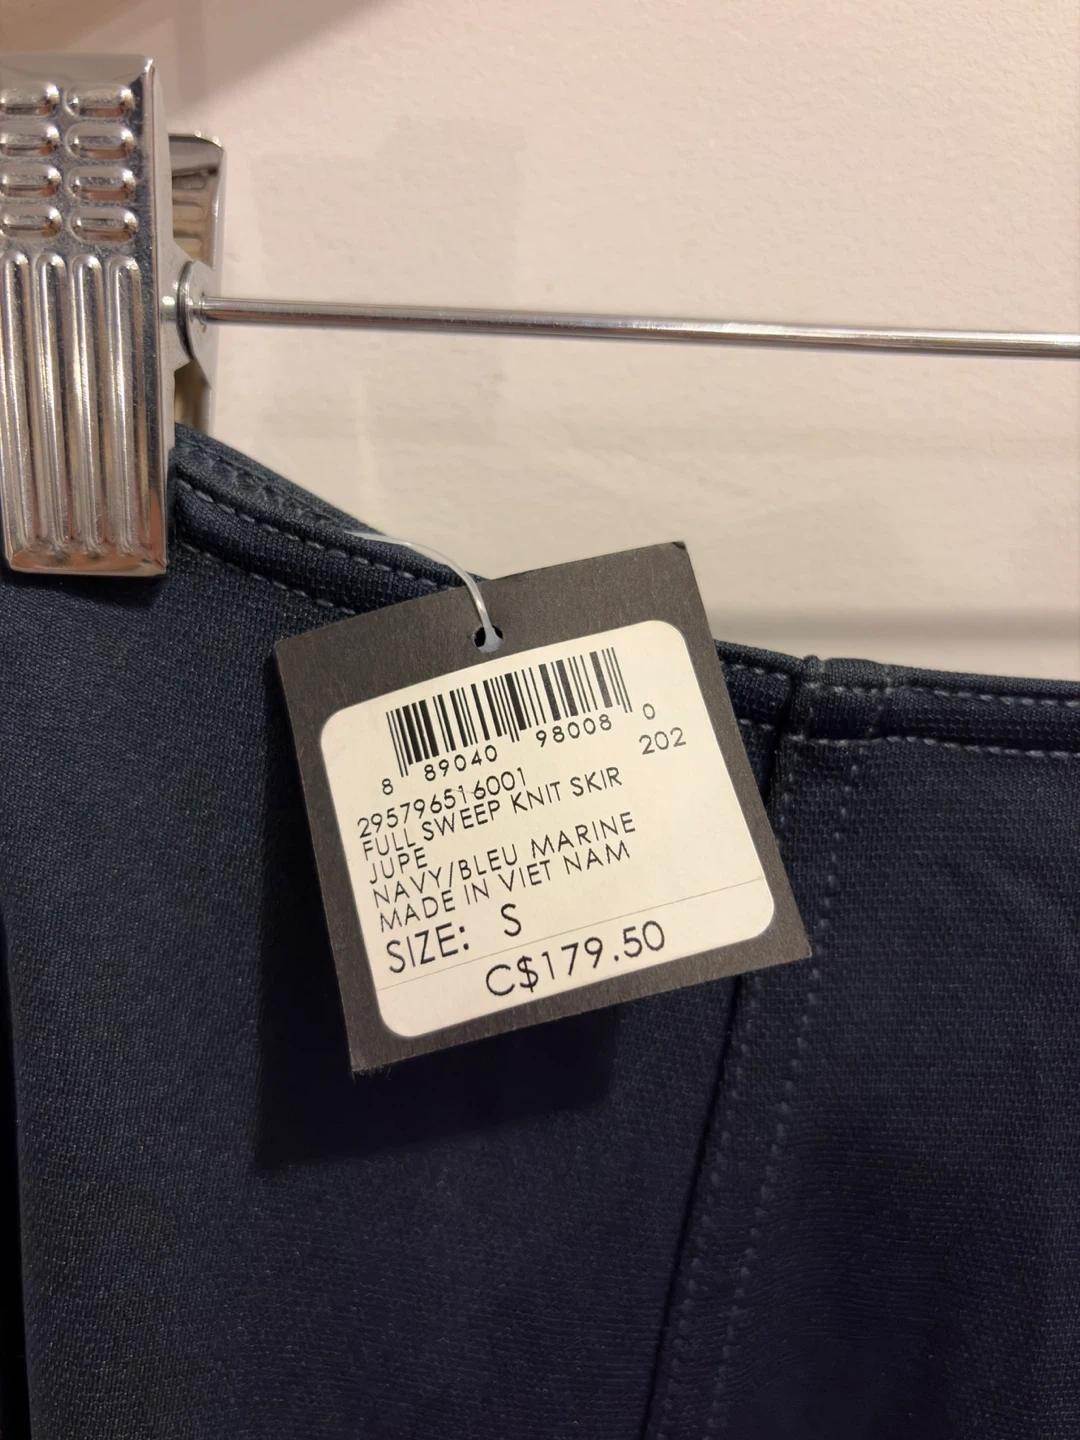 8 89040 98008 0
202
295796516001
FULL SWEEP KNIT SKIR
JUPE
NAVY/BLEU MARINE
MADE IN VIET NAM
SIZE: S
C$179.50